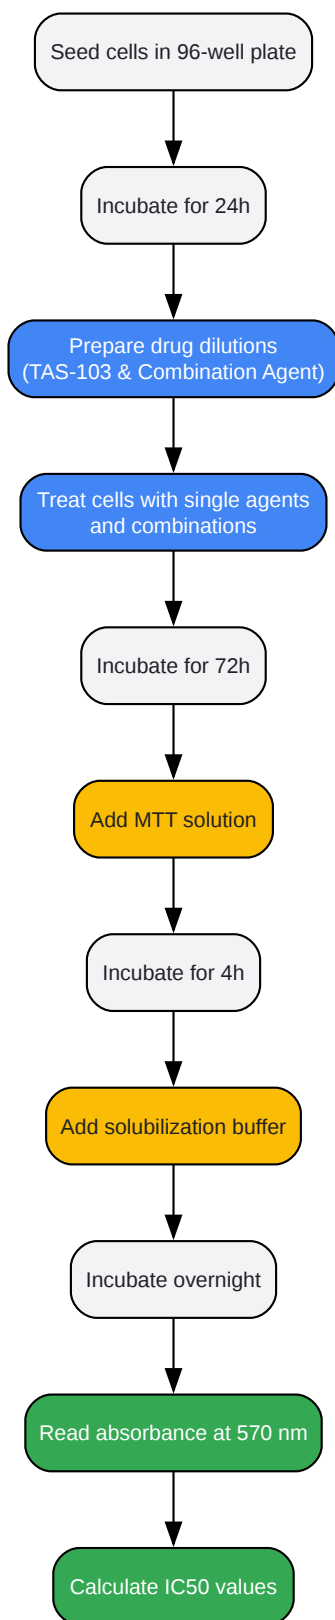 Seed cells in 96-well plate
Incubate for 24h
Prepare drug dilutions
(TAS-103 & Combination Agent)
Treat cells with single agents
and combinations
Incubate for 72h
Add MTT solution
Incubate for 4h
Add solubilization buffer
Incubate overnight
Read absorbance at 570 nm
Calculate IC50 values